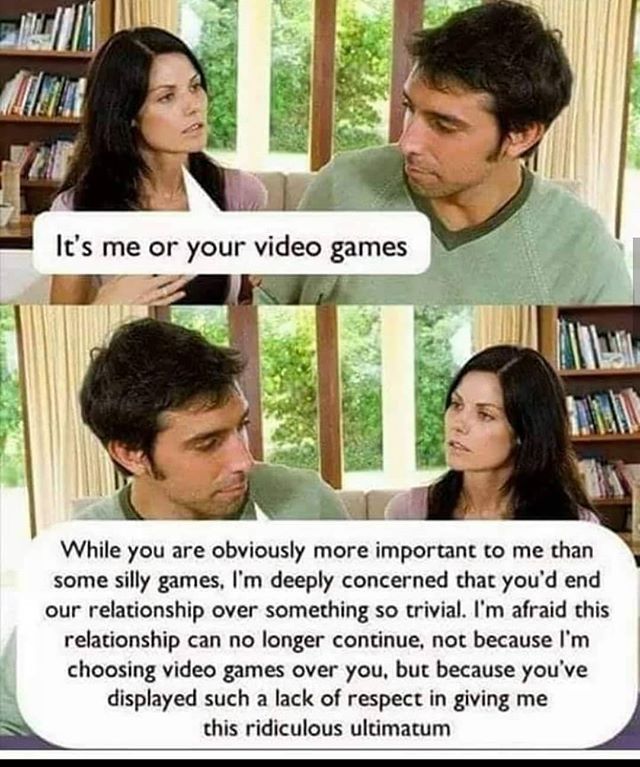 It's me or your video games
While you are obviously more important to me than
some silly games, I'm deeply concerned that you'd end
our relationship over something so trivial. I'm afraid this
relationship can no longer continue, not because I'm
choosing video games over you, but because you've
displayed such a lack of respect in giving me
this ridiculous ultimatum